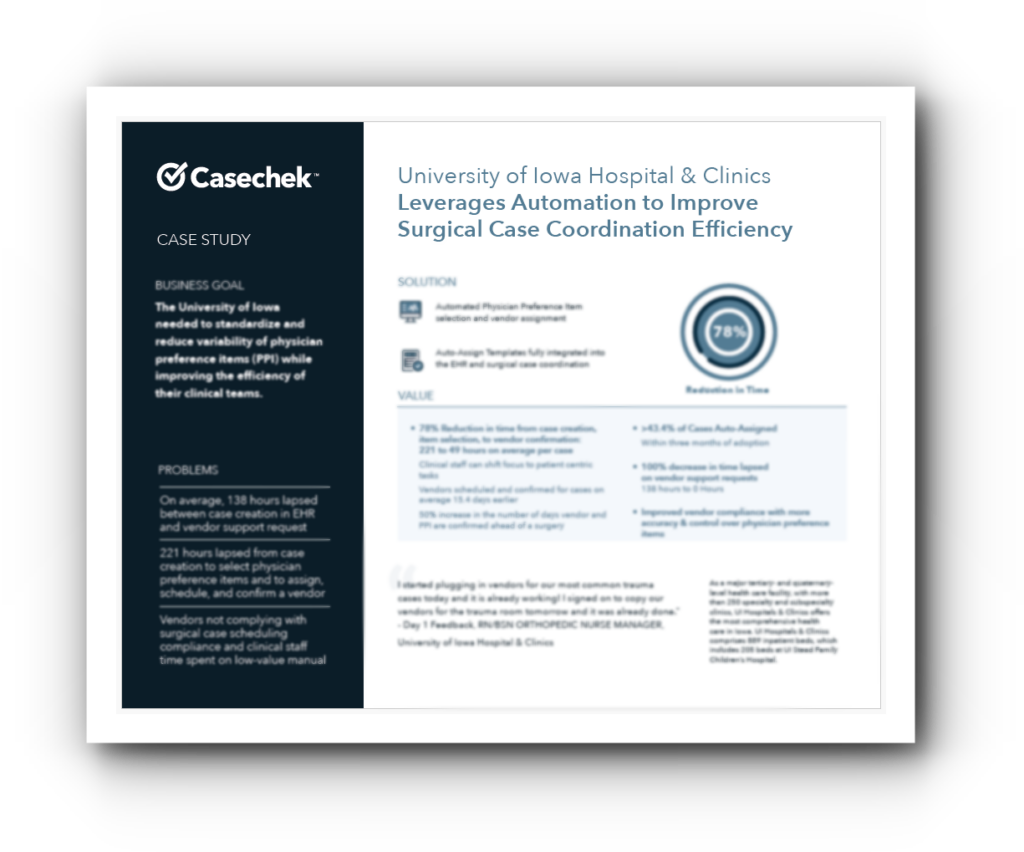 Casechek™
CASE STUDY
BUSINESS GOAL
The University of Iowa
needed to standardize and
reduce variability of physician
preference items (PPI) while
improving the efficiency of
their clinical teams.
PROBLEMS
On average, 138 hours lapsed
between case creation in EHR
and vendor support request
221 hours lapsed from case
creation to select physician
preference items and to assign,
schedule, and confirm a vendor
Vendors not complying with
surgical case scheduling
compliance and clinical staff
time spent on low-value manual
University of Iowa Hospital & Clinics
Leverages Automation to Improve
Surgical Case Coordination Efficiency
SOLUTION
Automated Physician Preference Item
selection and vendor assignment
Auto-Assign Templates fully integrated into
the EHR and surgical case coordination
78%
Reduction in Time
VALUE
• 78% Reduction in time from case creation,
item selection, to vendor confirmation:
221 to 49 hours on average per case
Clinical staff can shift focus to patient centric
tasks
Vendors scheduled and confirmed for cases on
average 15.4 days earlier
50% increase in the number of days vendor and
PPI are confirmed ahead of a surgery
• >43.4% of Cases Auto-Assigned
Within three months of adoption
• 100% decrease in time lapsed
on vendor support requests
138 hours to 0 Hours
• Improved vendor compliance with more
accuracy & control over physician preference
items
“
I started plugging in vendors for our most common trauma
cases today and it is already working! I signed on to copy our
vendors for the trauma room tomorrow and it was already done."
- Day 1 Feedback, RN/BSN ORTHOPEDIC NURSE MANAGER,
University of Iowa Hospital & Clinics
As a major tertiary- and quaternary-
level health care facility, with more
than 200 specialty and subspecialty
clinics, UI Hospitals & Clinics offers
the most comprehensive health
care in Iowa. UI Hospitals & Clinics
comprises inpatient beds, which
includes beds at UI Stead Family
Children's Hospital.